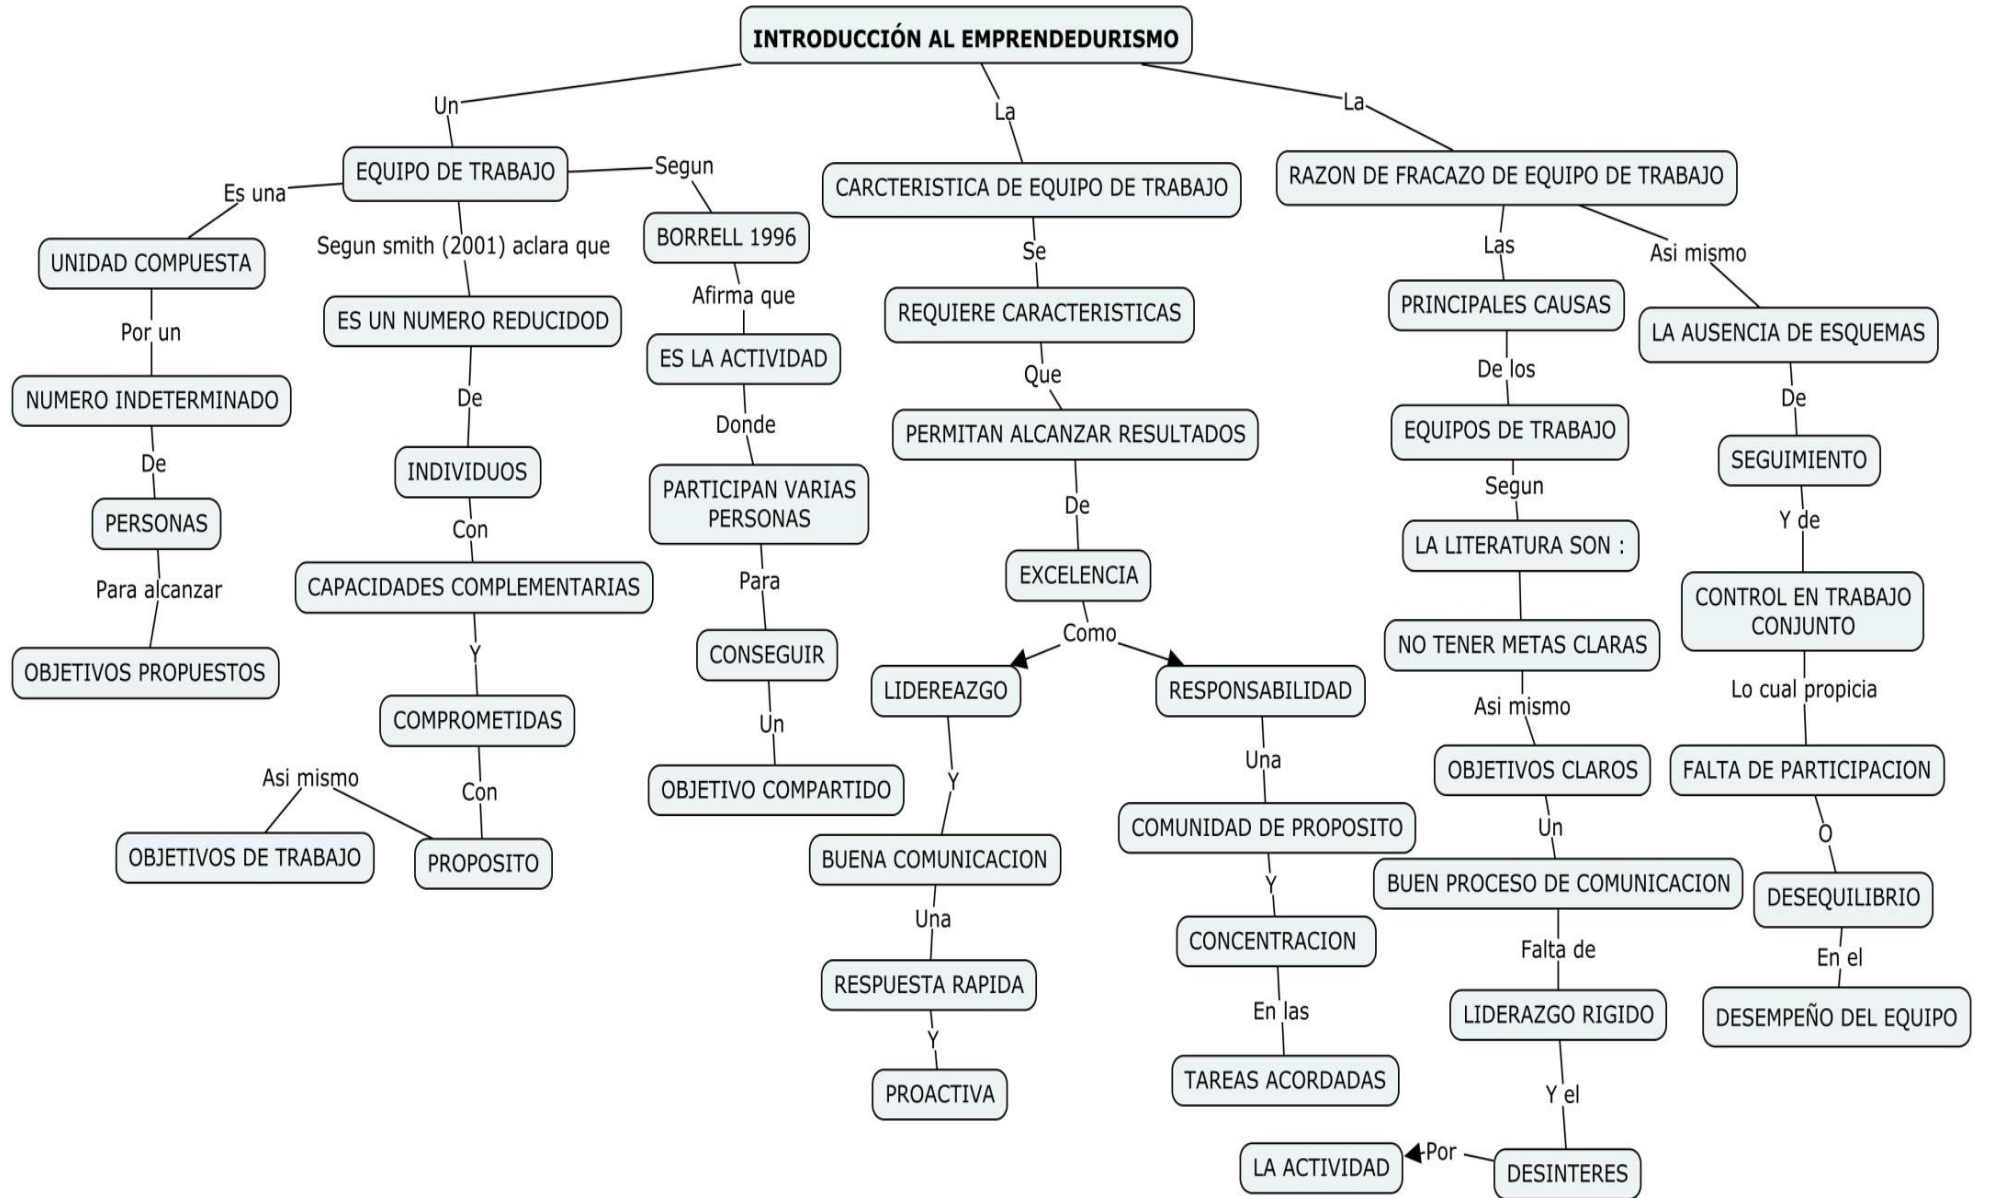 INTRODUCCIÓN AL EMPRENDEDURISMO
Un
EQUIPO DE TRABAJO
Es una
UNIDAD COMPUESTA
Por un
NUMERO INDETERMINADO
De
PERSONAS
Para alcanzar
OBJETIVOS PROPUESTOS
Segun smith (2001) aclara que
ES UN NUMERO REDUCIDOD
De
INDIVIDUOS
Con
CAPACIDADES COMPLEMENTARIAS
Y
COMPROMETIDAS
Con
PROPOSITO
Asi mismo
OBJETIVOS DE TRABAJO
Segun
BORRELL 1996
Afirma que
ES LA ACTIVIDAD
Donde
PARTICIPAN VARIAS
PERSONAS
Para
CONSEGUIR
Un
OBJETIVO COMPARTIDO
La
CARCTERISTICA DE EQUIPO DE TRABAJO
Se
REQUIERE CARACTERISTICAS
Que
PERMITAN ALCANZAR RESULTADOS
De
EXCELENCIA
Como
LIDEREAZGO
Y
BUENA COMUNICACION
Una
RESPUESTA RAPIDA
Y
PROACTIVA
RESPONSABILIDAD
Una
COMUNIDAD DE PROPOSITO
Y
CONCENTRACION
En las
TAREAS ACORDADAS
La
RAZON DE FRACAZO DE EQUIPO DE TRABAJO
Las
PRINCIPALES CAUSAS
De los
EQUIPOS DE TRABAJO
Segun
LA LITERATURA SON :
NO TENER METAS CLARAS
Asi mismo
OBJETIVOS CLAROS
Un
BUEN PROCESO DE COMUNICACION
Falta de
LIDERAZGO RIGIDO
Y el
DESINTERES
Por
LA ACTIVIDAD
Asi mismo
LA AUSENCIA DE ESQUEMAS
De
SEGUIMIENTO
Y de
CONTROL EN TRABAJO
CONJUNTO
Lo cual propicia
FALTA DE PARTICIPACION
O
DESEQUILIBRIO
En el
DESEMPEÑO DEL EQUIPO